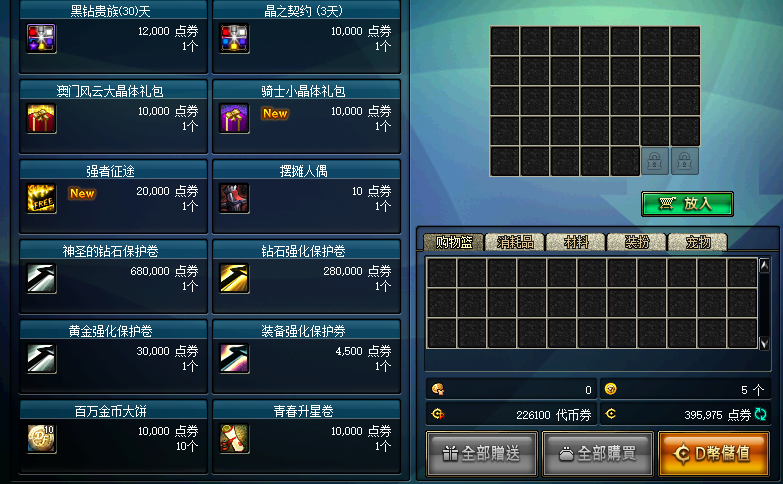 黑钻贵族(30)天
12,000 点券
1个
晶之契约 (3天)
10,000 点券
1个
澳门风云大晶体礼包
10,000 点券
1个
骑士小晶体礼包
New
10,000 点券
1个
强者征途
FREE
New
20,000 点券
1个
摆摊人偶
10 点券
1个
神圣的钻石保护卷
680,000 点券
1个
钻石强化保护卷
280,000 点券
1个
黄金强化保护卷
30,000 点券
1个
装备强化保护券
4,500 点券
1个
百万金币大饼
10
10,000 点券
10个
青春升星卷
10,000 点券
1个
放入
购物篮
消耗品
材料
装扮
宠物
0
5 个
226100 代币券
395,975 点券
全部贈送
全部購買
D幣儲值